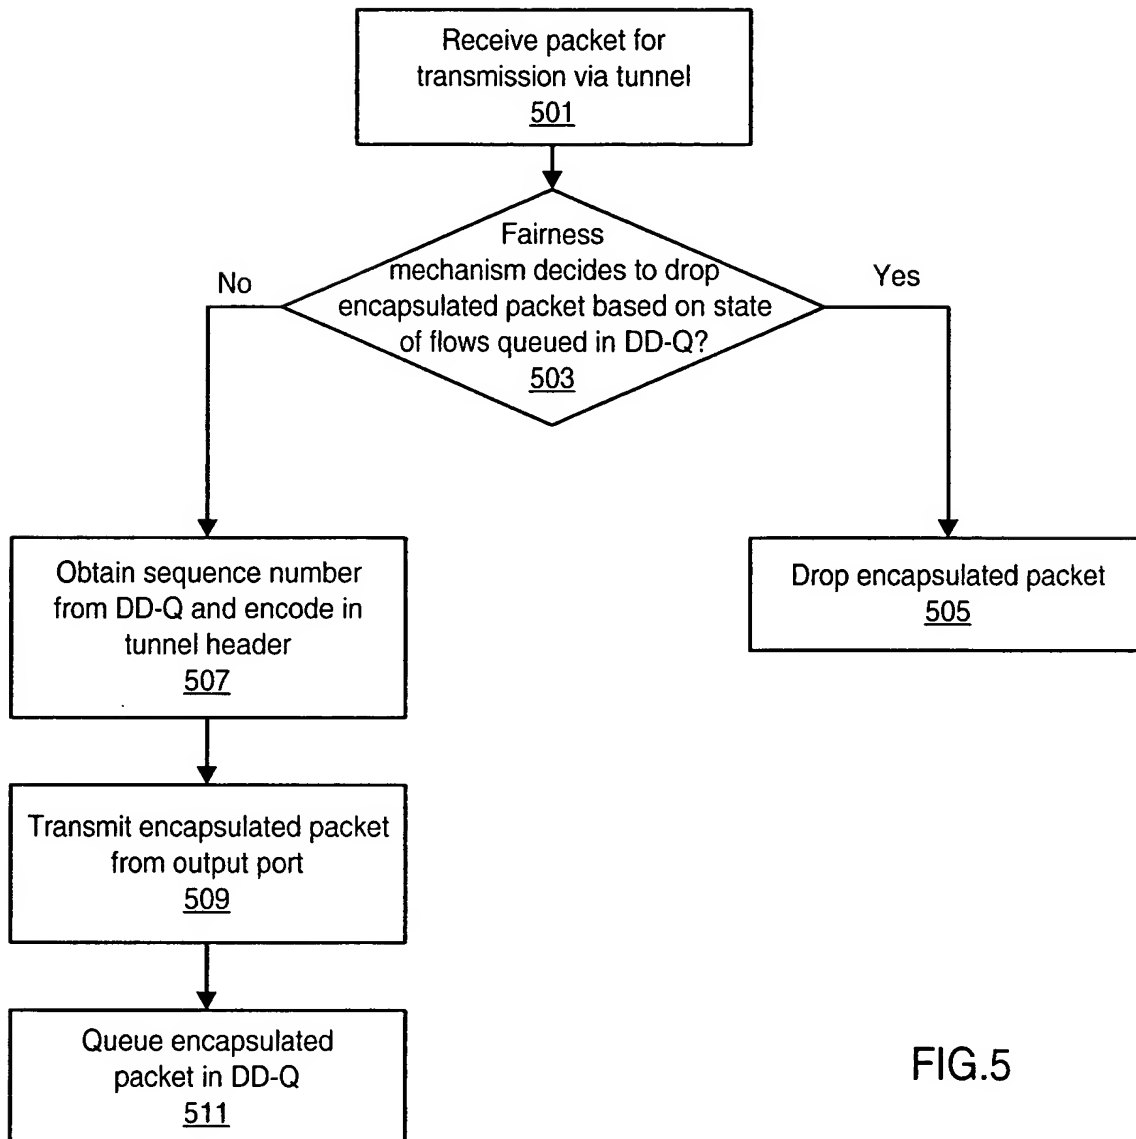 Receive packet for
transmission via tunnel
501
Fairness
mechanism decides to drop
encapsulated packet based on state
of flows queued in DD-Q?
503
No
Yes
Obtain sequence number
from DD-Q and encode in
tunnel header
507
Drop encapsulated packet
505
Transmit encapsulated packet
from output port
509
Queue encapsulated
packet in DD-Q
511
FIG.5